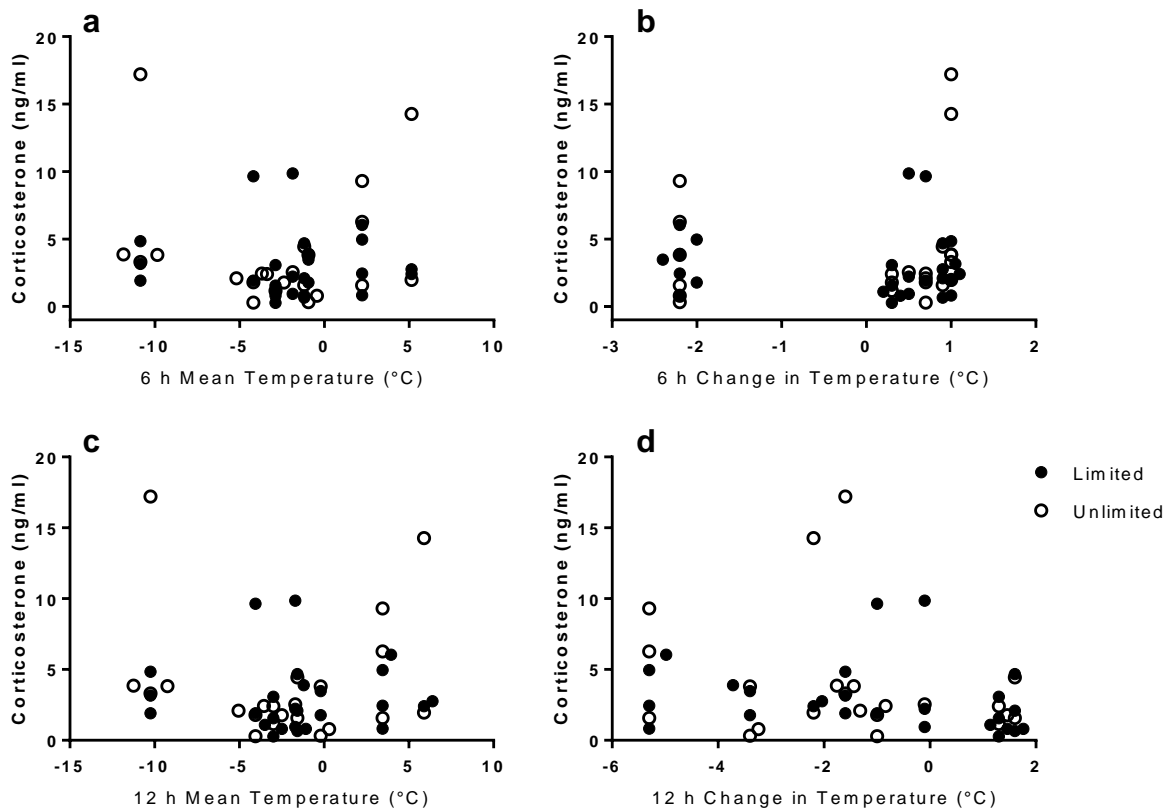 a
20
15
10
5
0
Corticosterone (ng/ml)
-15 -10 -5 0 5 10
6 h Mean Temperature (°C)
b
20
15
10
5
0
Corticosterone (ng/ml)
-3 -2 -1 0 1 2
6 h Change in Temperature (°C)
c
20
15
10
5
0
Corticosterone (ng/ml)
-15 -10 -5 0 5 10
12 h Mean Temperature (°C)
d
20
15
10
5
0
Corticosterone (ng/ml)
-6 -4 -2 0 2
12 h Change in Temperature (°C)
Limited
Unlimited